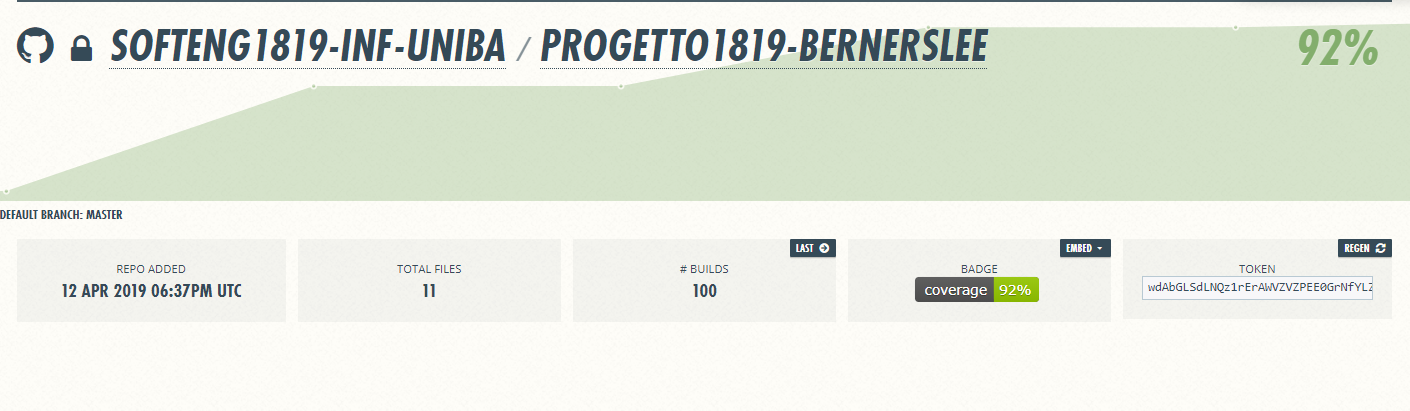 SOFTENG1819-INF-UNIBA / PROGETTO1819-BERNERSLEE 92%
DEFAULT BRANCH: MASTER
LAST EMBED REGEN
REPO ADDED TOTAL FILES # BUILDS BADGE TOKEN
12 APR 2019 06:37PM UTC 11 100 coverage 92% wdAbGLSdLNQz1rErAWVZVZPEE0GrNfYLZ